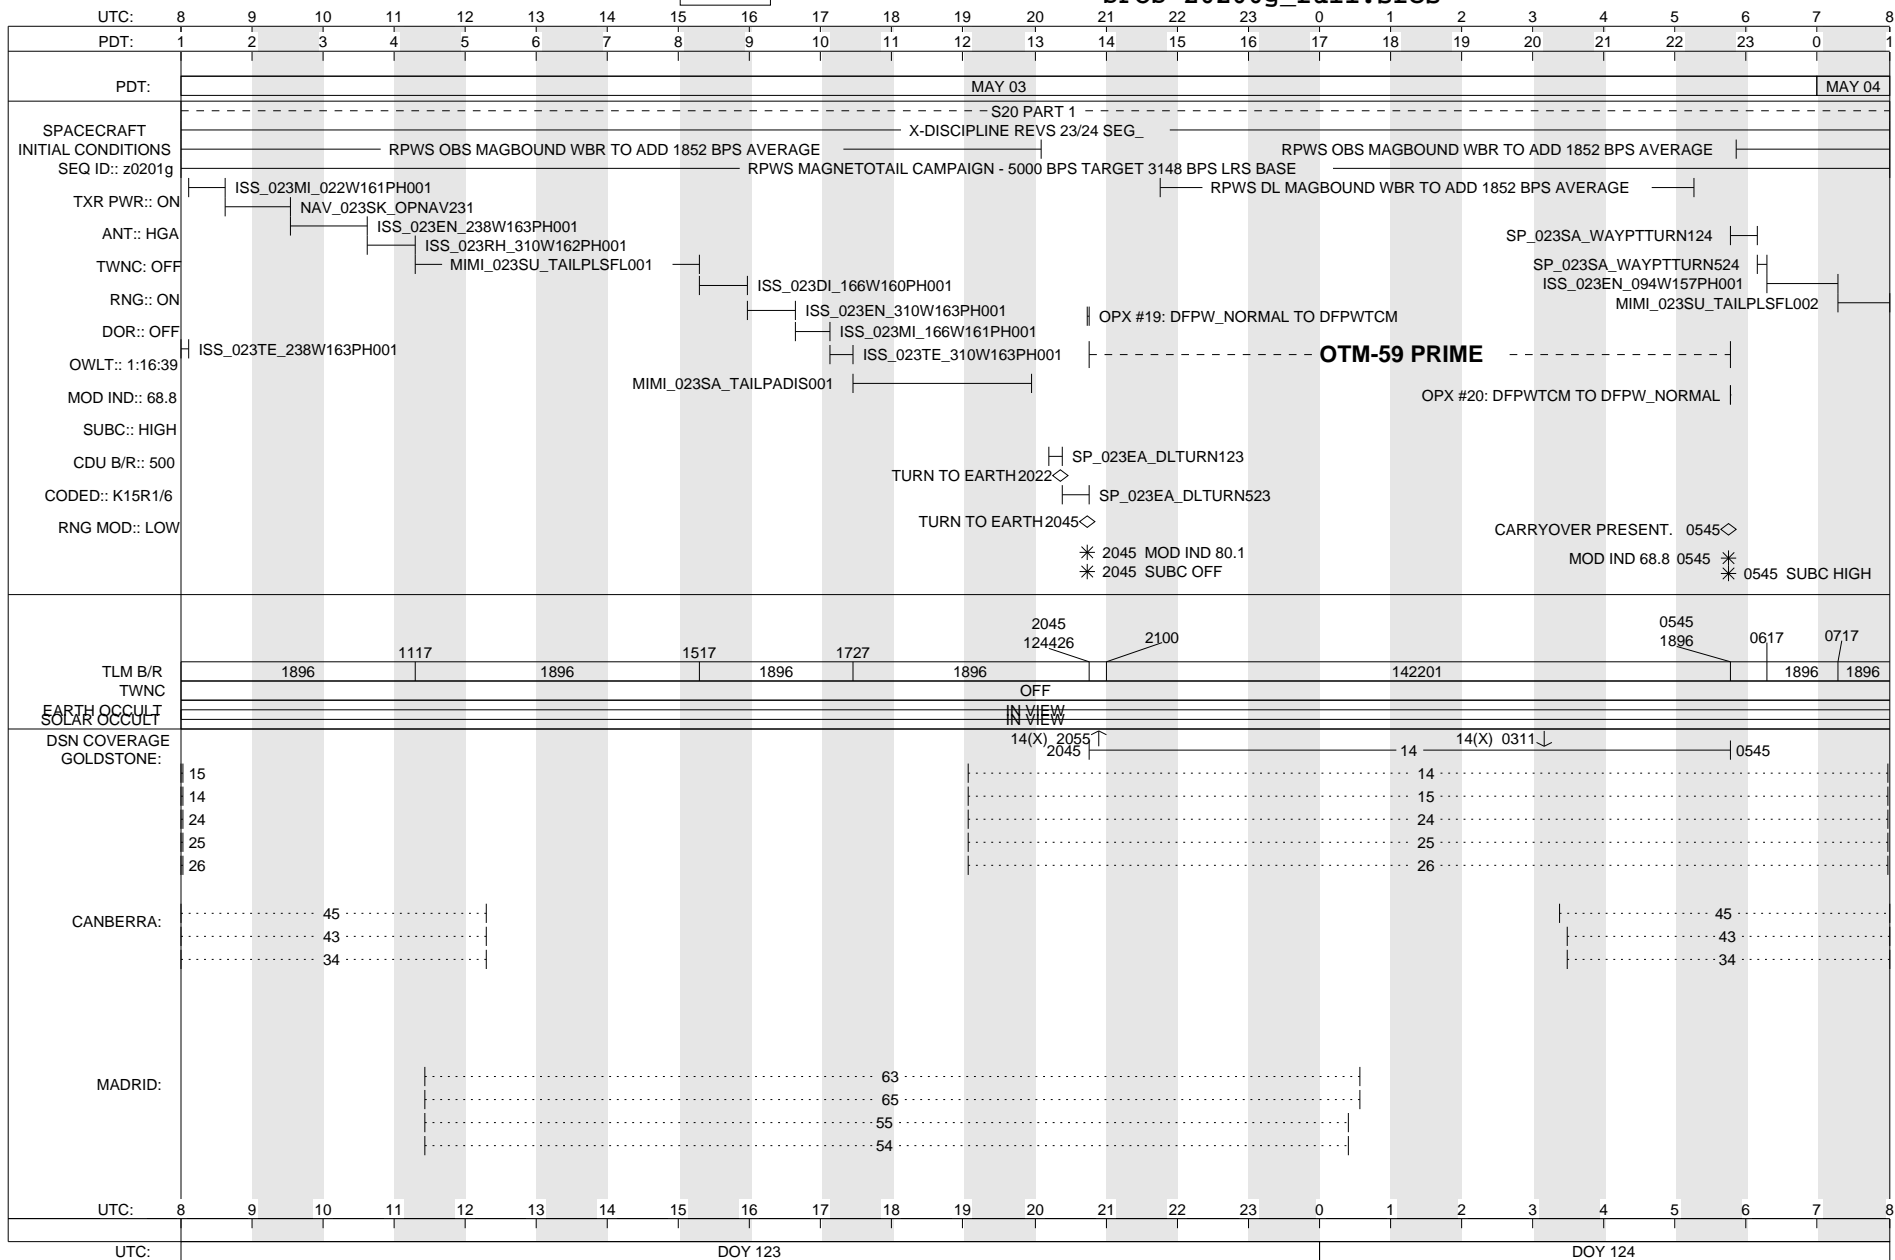 UTC: 8 9 10 11 12 13 14 15 16 17 18 19 20 21 22 23 0 1 2 3 4 5 6 7 8
PDT: 1 2 3 4 5 6 7 8 9 10 11 12 13 14 15 16 17 18 19 20 21 22 23 0 1
PDT: MAY 03 MAY 04
S20 PART 1
SPACECRAFT X-DISCIPLINE REVS 23/24 SEG_
INITIAL CONDITIONS RPWS OBS MAGBOUND WBR TO ADD 1852 BPS AVERAGE RPWS OBS MAGBOUND WBR TO ADD 1852 BPS AVERAGE
SEQ ID:: z0201g RPWS MAGNETOTAIL CAMPAIGN - 5000 BPS TARGET 3148 BPS LRS BASE
ISS_023MI_022W161PH001 RPWS DL MAGBOUND WBR TO ADD 1852 BPS AVERAGE
TXR PWR:: ON NAV_023SK_OPNAV231
ISS_023EN_238W163PH001
ANT:: HGA SP_023SA_WAYPTTURN124
ISS_023RH_310W162PH001
TWNC: OFF MIMI_023SU_TAILPLSFL001 SP_023SA_WAYPTTURN524
ISS_023DI_166W160PH001 ISS_023EN_094W157PH001
RNG:: ON MIMI_023SU_TAILPLSFL002
ISS_023EN_310W163PH001
OPX #19: DFPW_NORMAL TO DFPWTCM
DOR:: OFF ISS_023MI_166W161PH001
ISS_023TE_238W163PH001 ISS_023TE_310W163PH001 OTM-59 PRIME
OWLT:: 1:16:39
MIMI_023SA_TAILPADIS001
MOD IND:: 68.8 OPX #20: DFPWTCM TO DFPW_NORMAL
SUBC:: HIGH
CDU B/R:: 500 SP_023EA_DLTURN123
TURN TO EARTH 2022
CODED:: K15R1/6 SP_023EA_DLTURN523
RNG MOD:: LOW TURN TO EARTH 2045 CARRYOVER PRESENT. 0545
2045 MOD IND 80.1 MOD IND 68.8 0545
2045 SUBC OFF 0545 SUBC HIGH
2045 0545
124426 2100 1896 0617 0717
1117 1517 1727
TLM B/R 1896 1896 1896 1896 142201 1896 1896
TWNC OFF
EARTH OCCULT IN VIEW
SOLAR OCCULT IN VIEW
DSN COVERAGE 14(X) 2055 14(X) 0311
GOLDSTONE: 2045 14 0545
15 14
14 15
24 24
25 25
26 26
45 45
CANBERRA:
43 43
34 34
63
MADRID:
65
55
54
UTC: 8 9 10 11 12 13 14 15 16 17 18 19 20 21 22 23 0 1 2 3 4 5 6 7 8
UTC: DOY 123 DOY 124